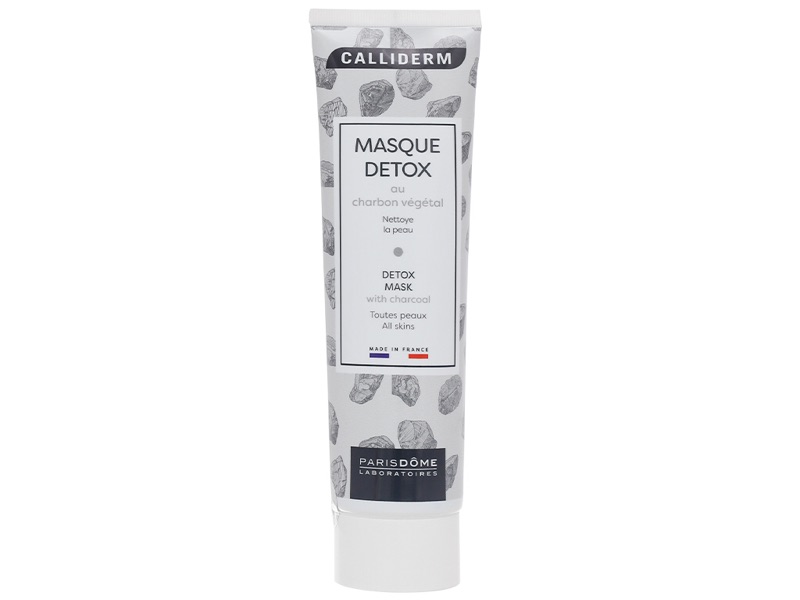 CALLIDERM
MASQUE
DETOX
au
charbon végétal
Nettoye
la peau
DETOX
MASK
with charcoal
Toutes peaux
All skins
MADE IN FRANCE
PARISDÔME
LABORATOIRES